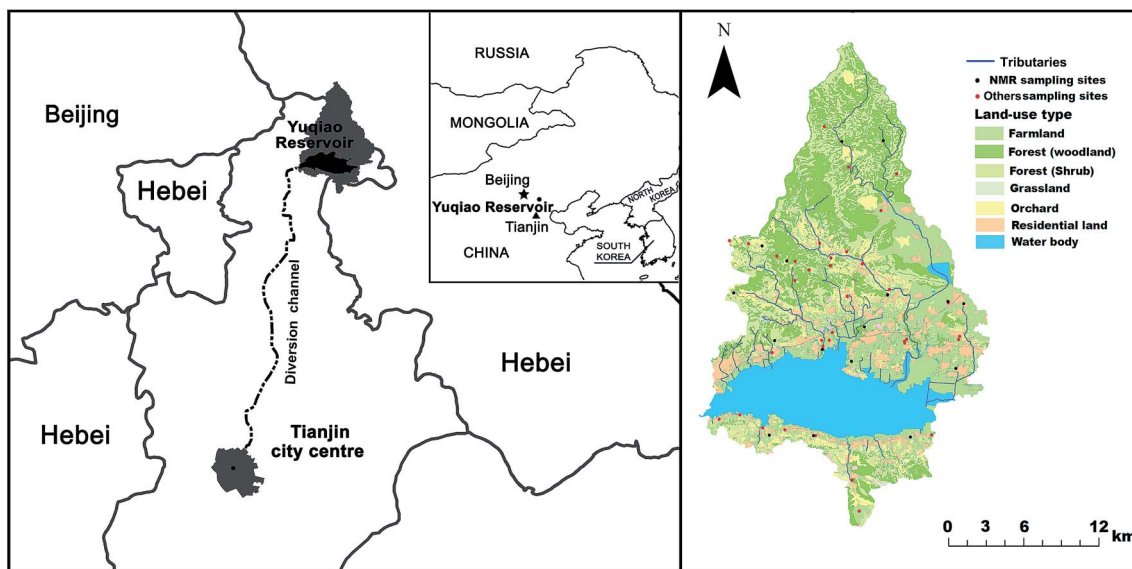 Beijing
Hebei
Yuqiao
Reservoir
Diversion channel
Hebei
Tianjin
city centre
Hebei
RUSSIA
MONGOLIA
Beijing
Yuqiao Reservoir
Tianjin
CHINA
NORTH
KOREA
SOUTH
KOREA
N
Tributaries
NMR sampling sites
Otherssampling sites
Land-use type
Farmland
Forest (woodland)
Forest (Shrub)
Grassland
Orchard
Residential land
Water body
0 3 6 12
km